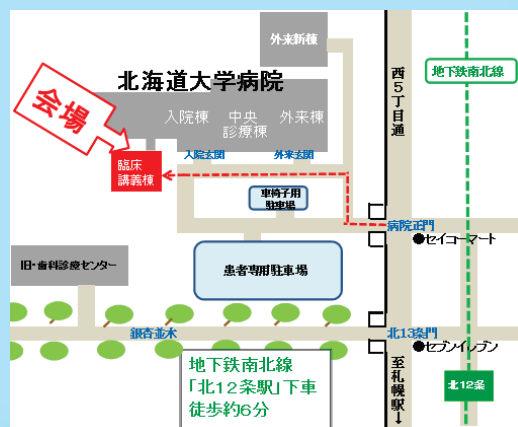 外来新棟
北海道大学病院
会場
入院棟
中央
診療棟
外来棟
西5丁目通
地下鉄南北線
入院玄関
外来玄関
臨床
講義棟
車椅子用
駐車場
病院正門
●セイコーマート
旧・歯科診療センター
患者専用駐車場
銀杏並木
北13条門
●セブンイレブン
地下鉄南北線
「北12条駅」下車
徒歩約6分
至札幌駅→
北12条